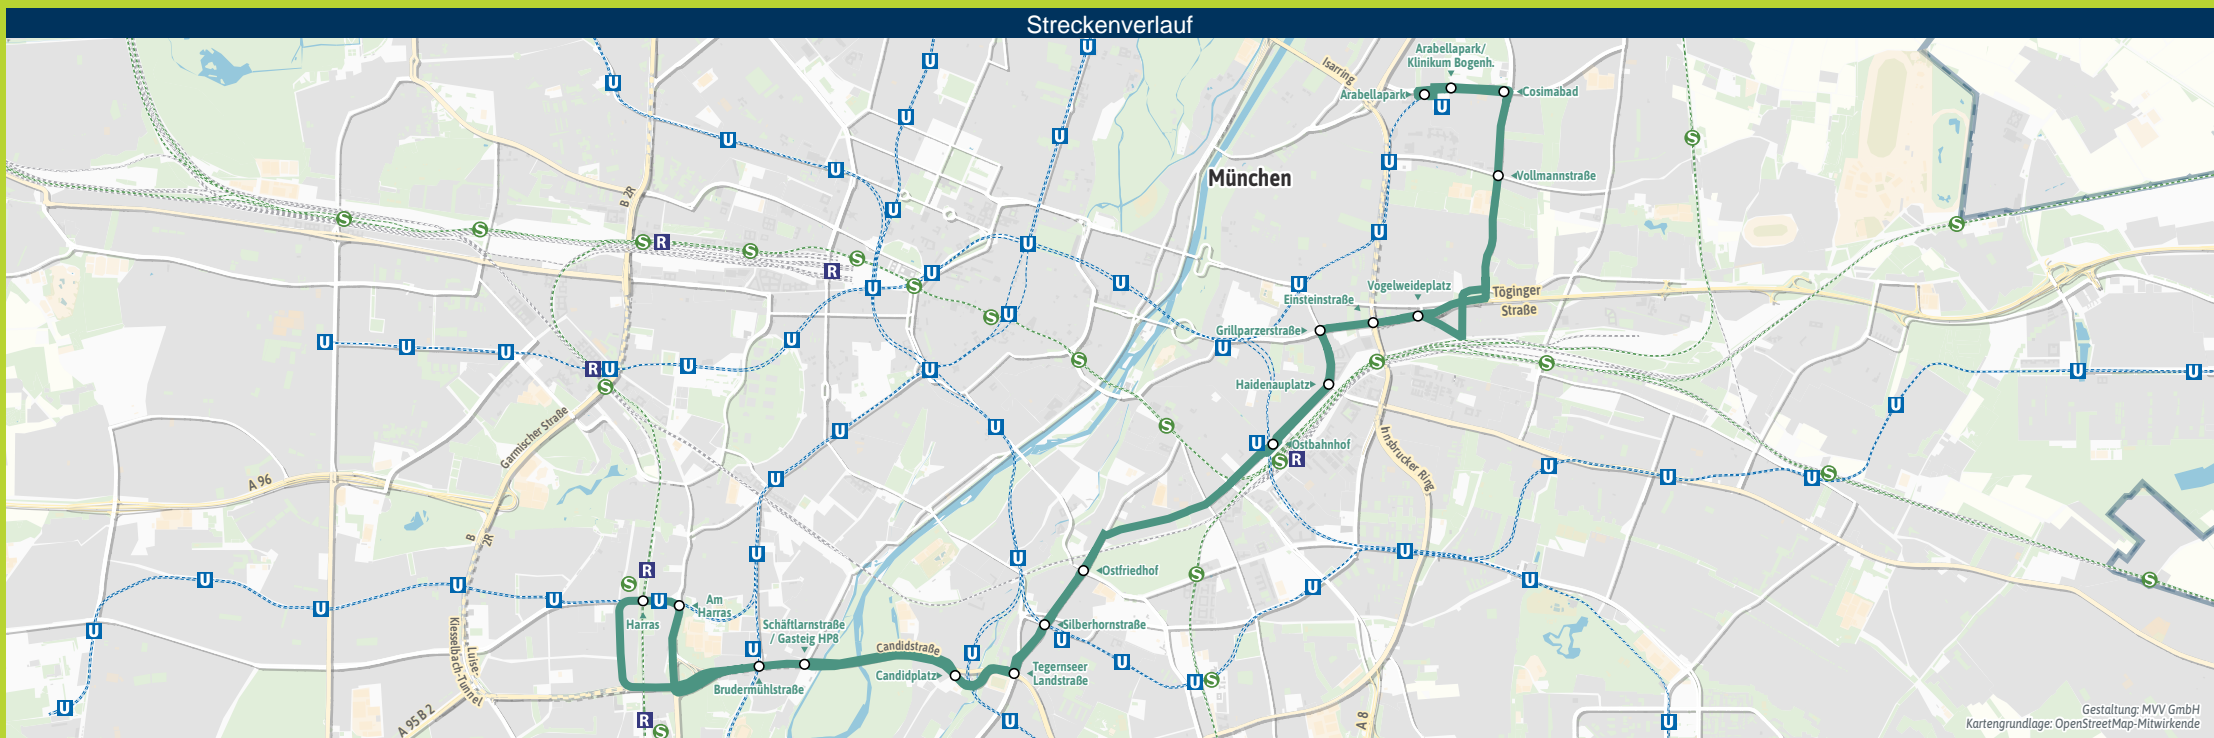 Streckenverlauf
Arabellapark/
Klinikum Bogenh.
Isarring
Arabellapark
Cosimabad
U
U
U
U
U
U
U
S
U
U
U
München
Vollmannstraße
B 2R
U
S
S
S
R
S
S
R
U
U
S
U
U
U
S
U
U
Vogelweideplatz
Einsteinstraße
Töginger
Straße
Grillparzerstraße
S
U
U
U
U
U
R
U
U
U
U
S
S
S
S
U
U
Haidenauplatz
U
Garmischer Straße
U
U
S
U
Ostbahnhof
S
R
Innsbrucker Ring
A 96
U
U
U
U
S
B
2R
U
U
U
Ostfriedhof
S
R
S
U
U
U
U
U
U
U
S
Am
Harras
Harras
Schäftlarnstraße
/ Gasteig HP8
Silberhornstraße
U
U
Kiesselbach-Tunnel
Luise-
Candidstraße
U
U
U
Candidplatz
Tegernseer
Landstraße
Brudermühlstraße
U
S
U
A 95 B 2
R
S
U
A 8
U
Gestaltung: MVV GmbH
Kartengrundlage: OpenStreetMap-Mitwirkende